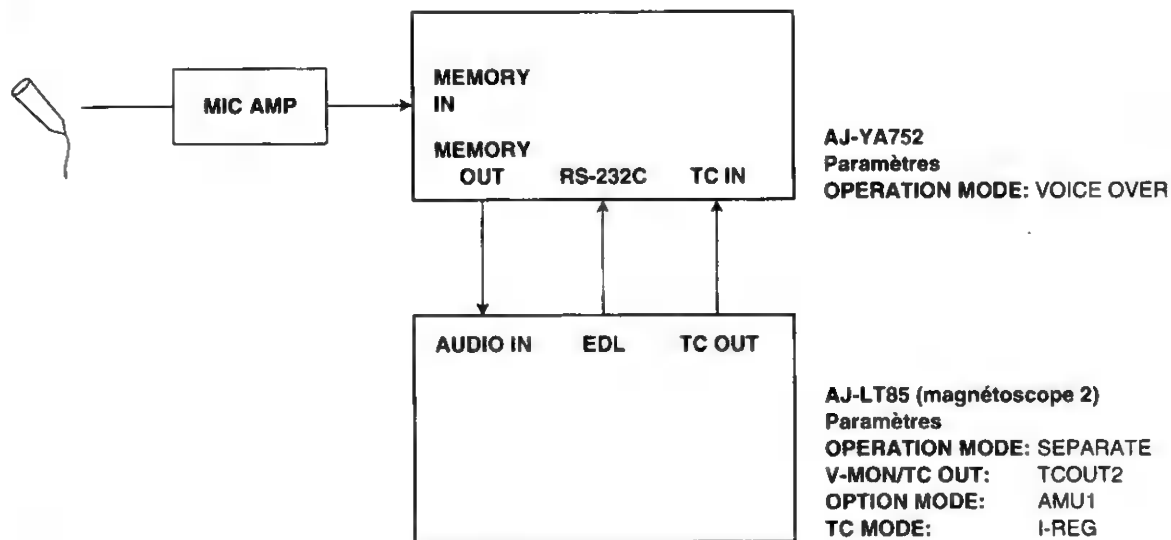 MEMORY
IN
MIC AMP
MEMORY
OUT RS-232C TC IN
AJ-YA752
Paramètres
OPERATION MODE: VOICE OVER
AUDIO IN EDL TC OUT
AJ-LT85 (magnétoscope 2)
Paramètres
OPERATION MODE: SEPARATE
V-MON/TC OUT: TCOUT2
OPTION MODE: AMU1
TC MODE: I-REG